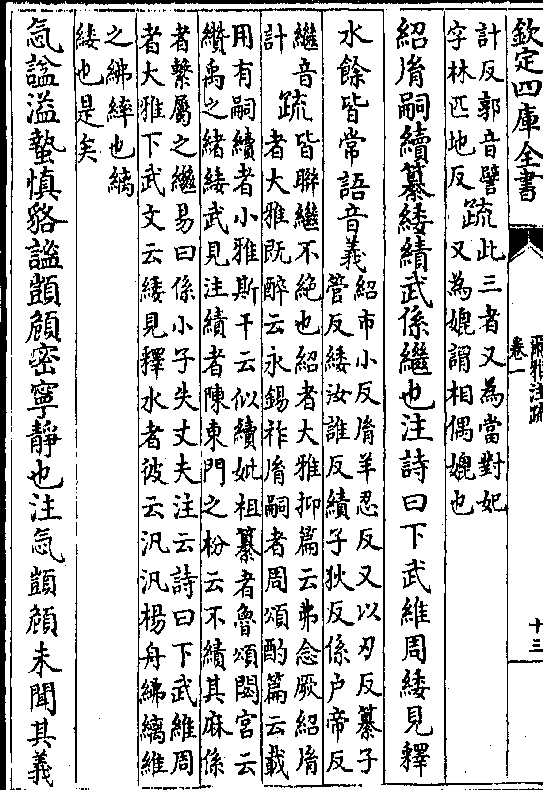 欽定四庫全書
爾雅注疏
卷一
十三
計反郭音譬疏此三者又為當對妃
字林匹地反 又為媲謂相偶媲也
紹胤嗣續纂緌績武係繼也注詩曰下武維周緌見釋
水餘皆常語音義紹市小反胤羊忍反又以刃反纂子
管反緌汝誰反績子狄反係户帝反
繼音疏皆聯繼不絶也紹者大雅抑篇云弗念厥紹胤
計 者大雅既醉云永錫祚胤嗣者周頌酌篇云載
用有嗣續者小雅斯干云似續妣祖纂者魯頌閟宮云
纘禹之緒緌武見注績者陳東門之枌云不績其麻係
者繫屬之繼易曰係小子失丈夫注云詩曰下武維周
者大雅下武文云緌見釋水者彼云汎汎楊舟紼縭維
之紼繂也縭
緌也是矣
忥謐溢蟄慎貉謐顗頠密寧靜也注忥顗頠未聞其義